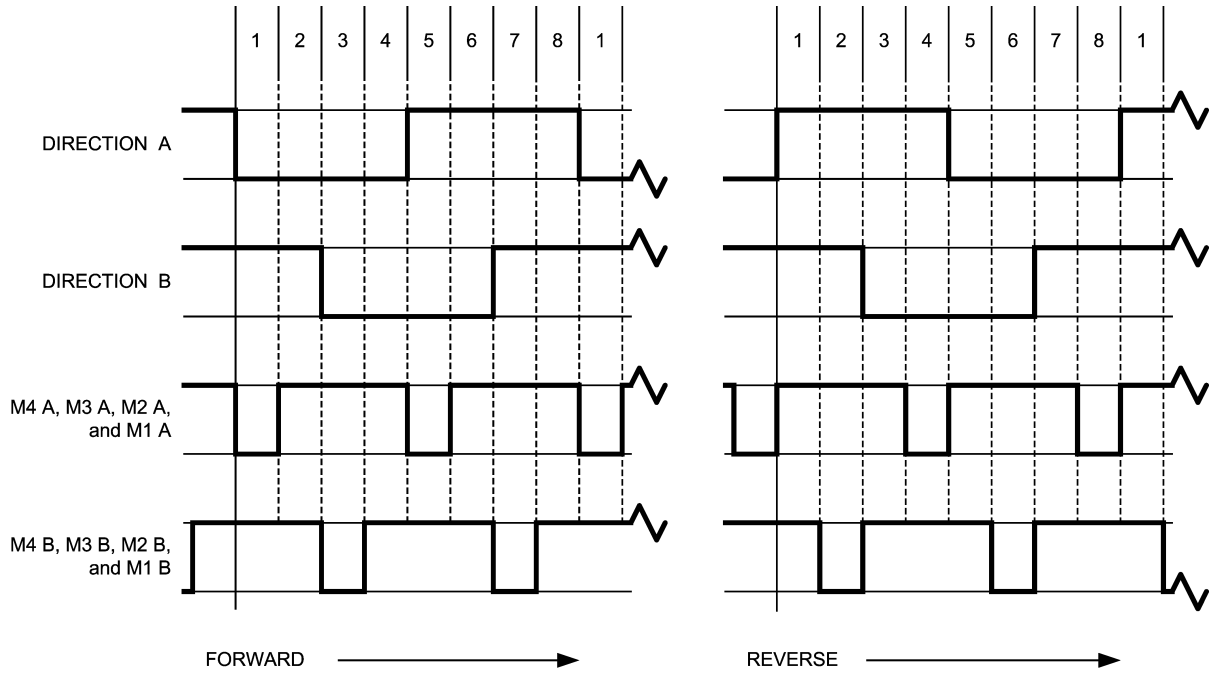 1 2 3 4 5 6 7 8 1
1 2 3 4 5 6 7 8 1
DIRECTION A
DIRECTION B
M4 A, M3 A, M2 A,
and M1 A
M4 B, M3 B, M2 B,
and M1 B
FORWARD
REVERSE